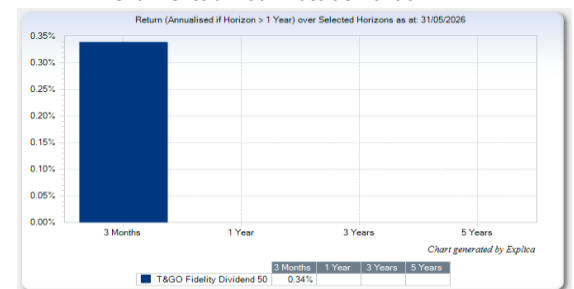 Return (Annualised if Horizon > 1 Year) over Selected Horizons as at: 31/05/2026
0.35%
0.30%
0.25%
0.20%
0.15%
0.10%
0.05%
0.00%
3 Months 1 Year 3 Years 5 Years
Chart generated by Explica
3 Months 1 Year 3 Years 5 Years
T&GO Fidelity Dividend 50 0.34%